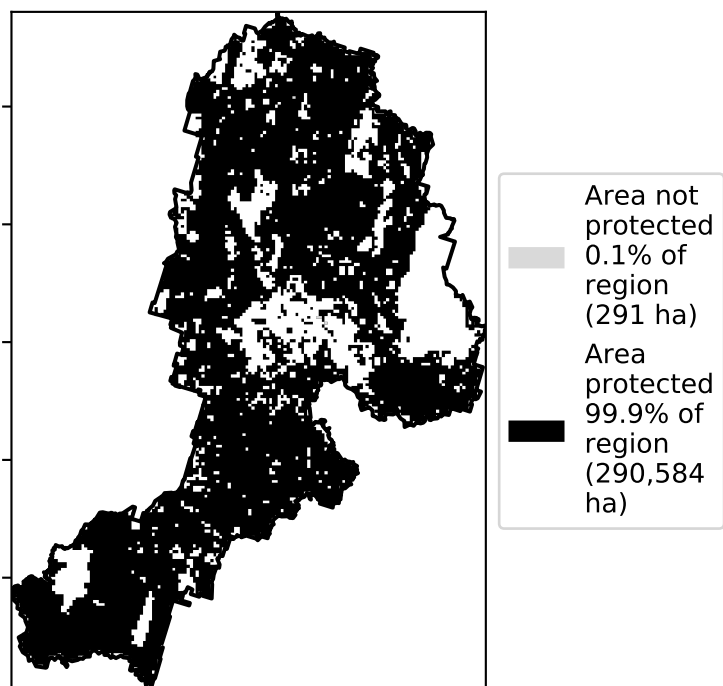 Area not
protected
0.1% of
region
(291 ha)
Area
protected
99.9% of
region
(290,584
ha)